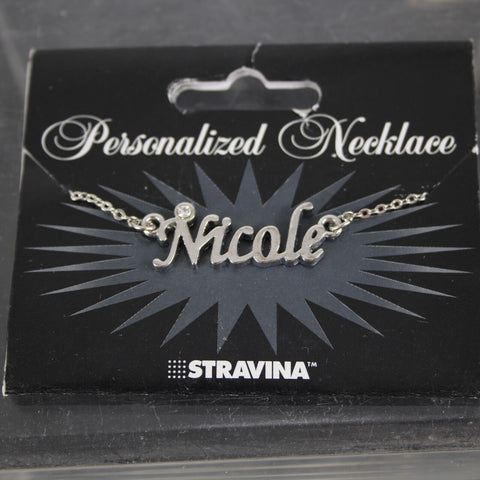 Personalized Necklace
Nicole
STRAVINA™